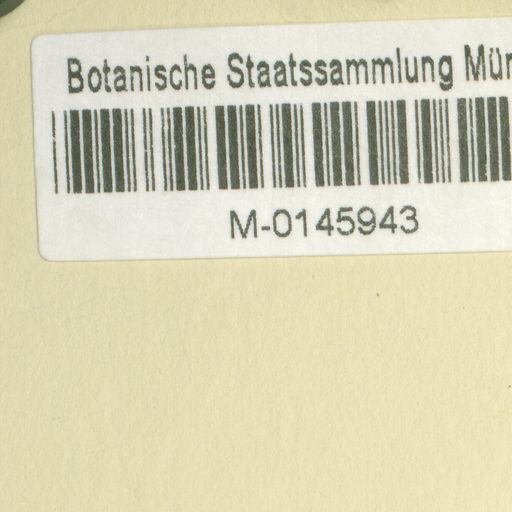 Botanische Staatssammlung Mün
M-0145943